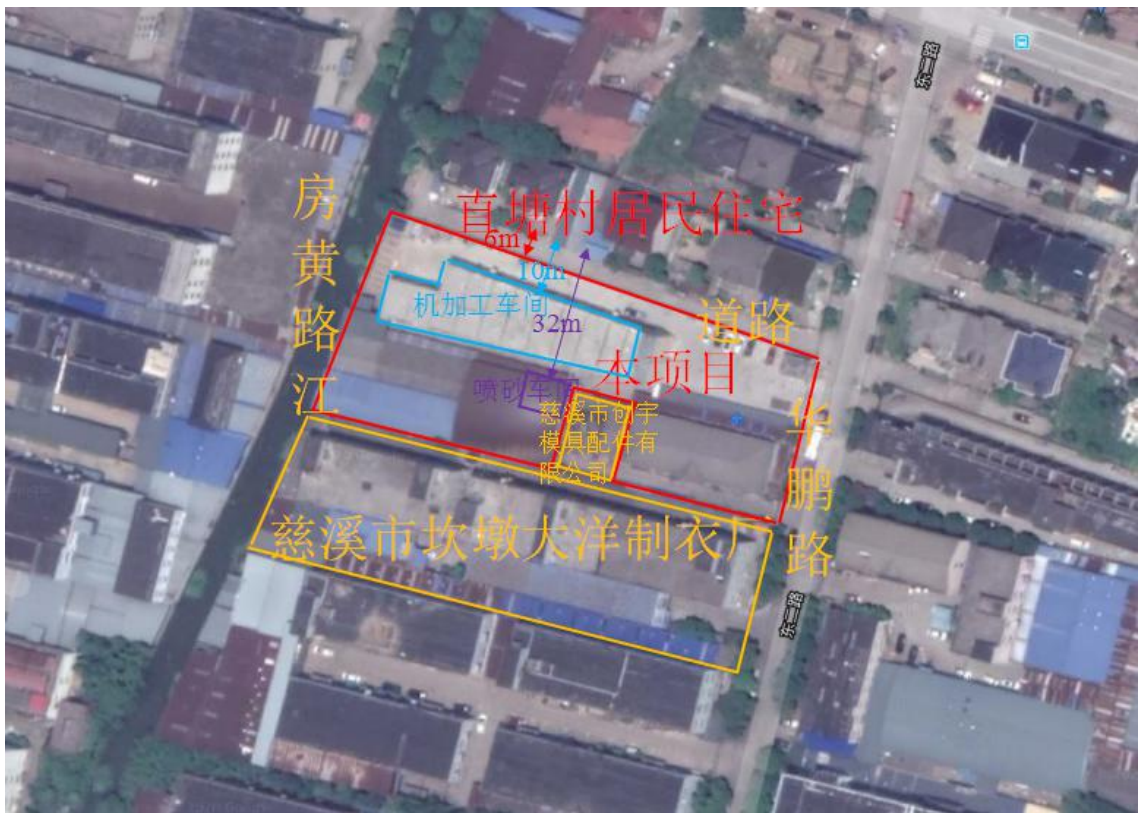 东二路
直塘村居民住宅
6m
10m
机加工车间
32m
道路
房黄路江
本项目
喷砂车间
慈溪市创宇
模具配件有
限公司
华鹏路
慈溪市坎墩大洋制衣厂
东二路